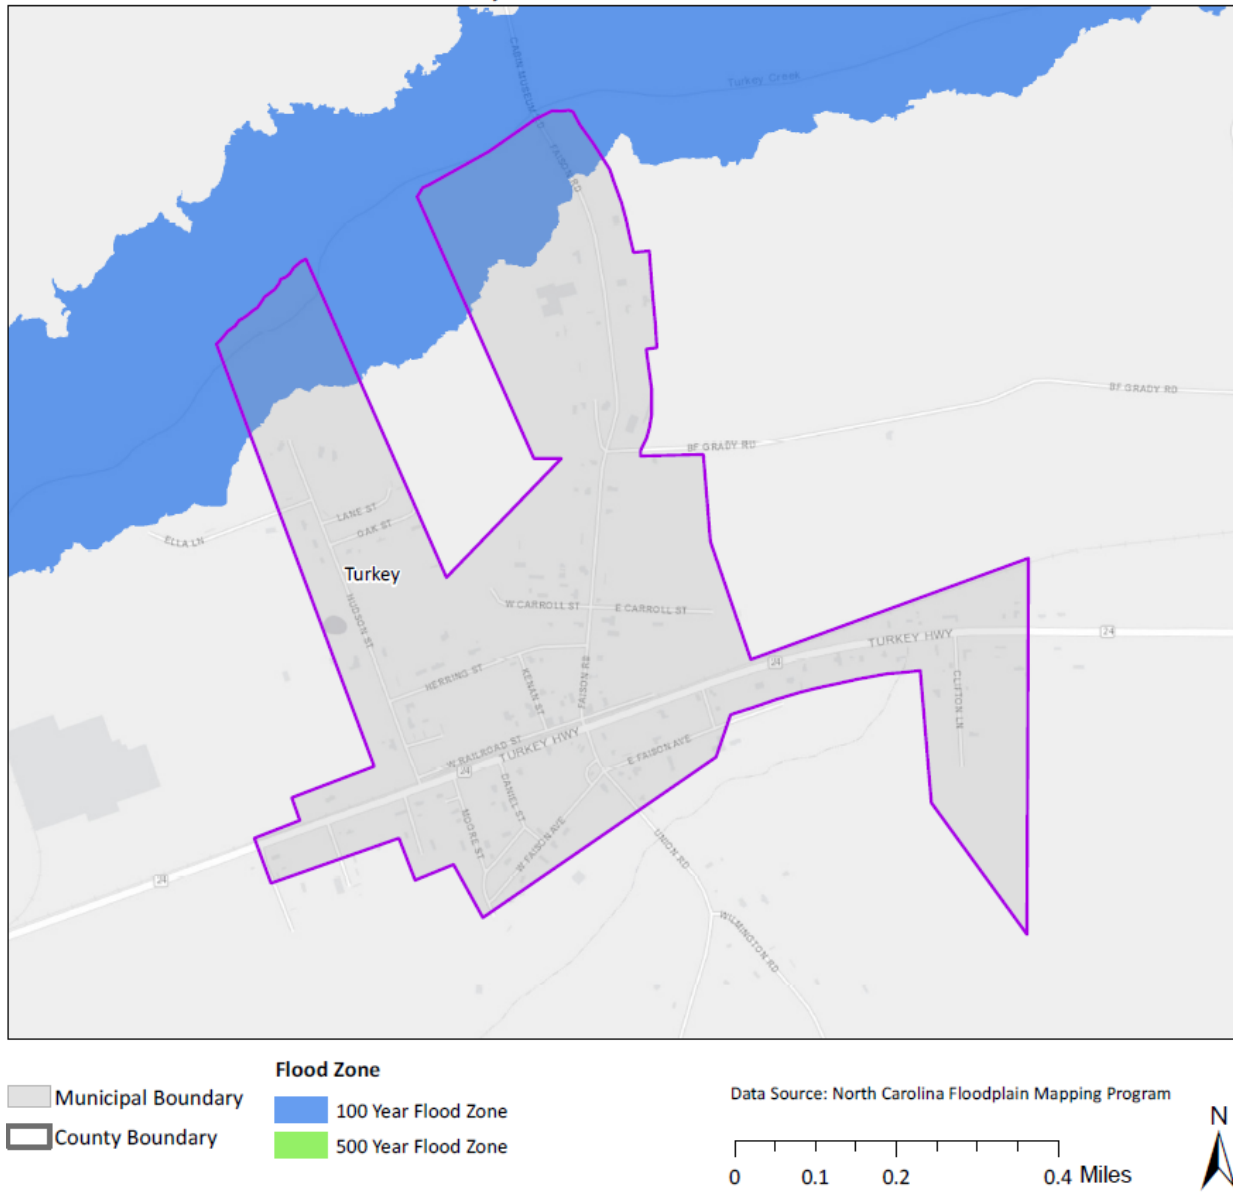 CABIN MUSEUM RD
Turkey Creek
FAISON RD
BF GRADY RD
BF GRADY RD
LANE ST
OAK ST
ELLA LN
Turkey
HUDSON ST
W CARROLL ST
E CARROLL ST
TURKEY HWY
24
24
HERRING ST
KENAN ST
FAISON RD
CLIFTON LN
W RAILROAD ST
TURKEY HWY
24
E FAISON AVE
DANIEL ST
MOORE ST
W FAISON AVE
UNION RD
24
WILMINGTON RD
Flood Zone
Municipal Boundary
100 Year Flood Zone
County Boundary
500 Year Flood Zone
Data Source: North Carolina Floodplain Mapping Program
N
0 0.1 0.2 0.4 Miles